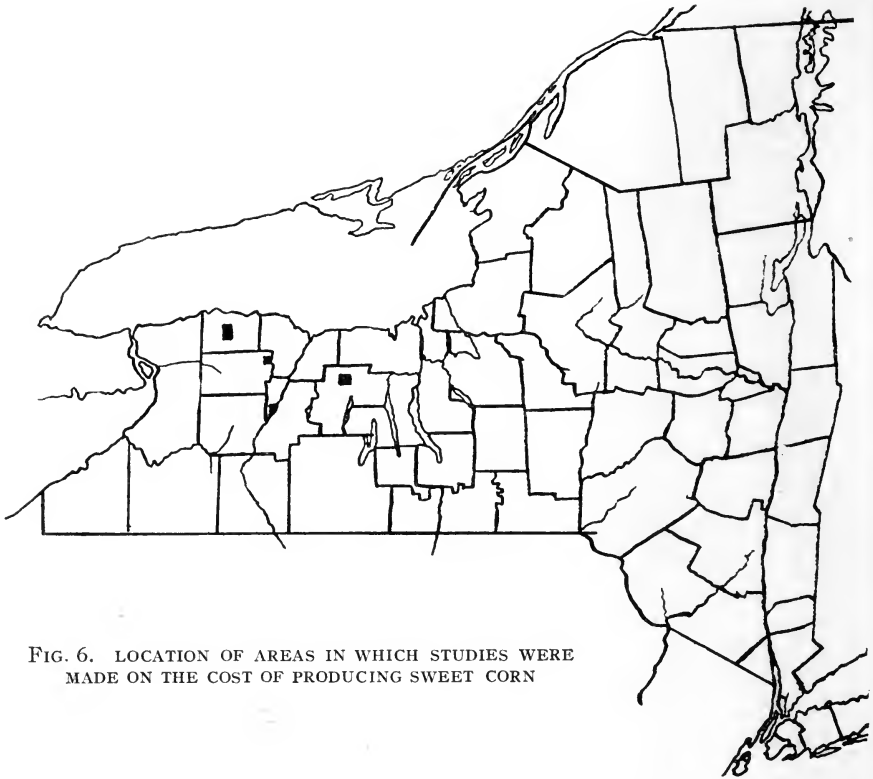 FIG. 6. LOCATION OF AREAS IN WHICH STUDIES WERE
MADE ON THE COST OF PRODUCING SWEET CORN